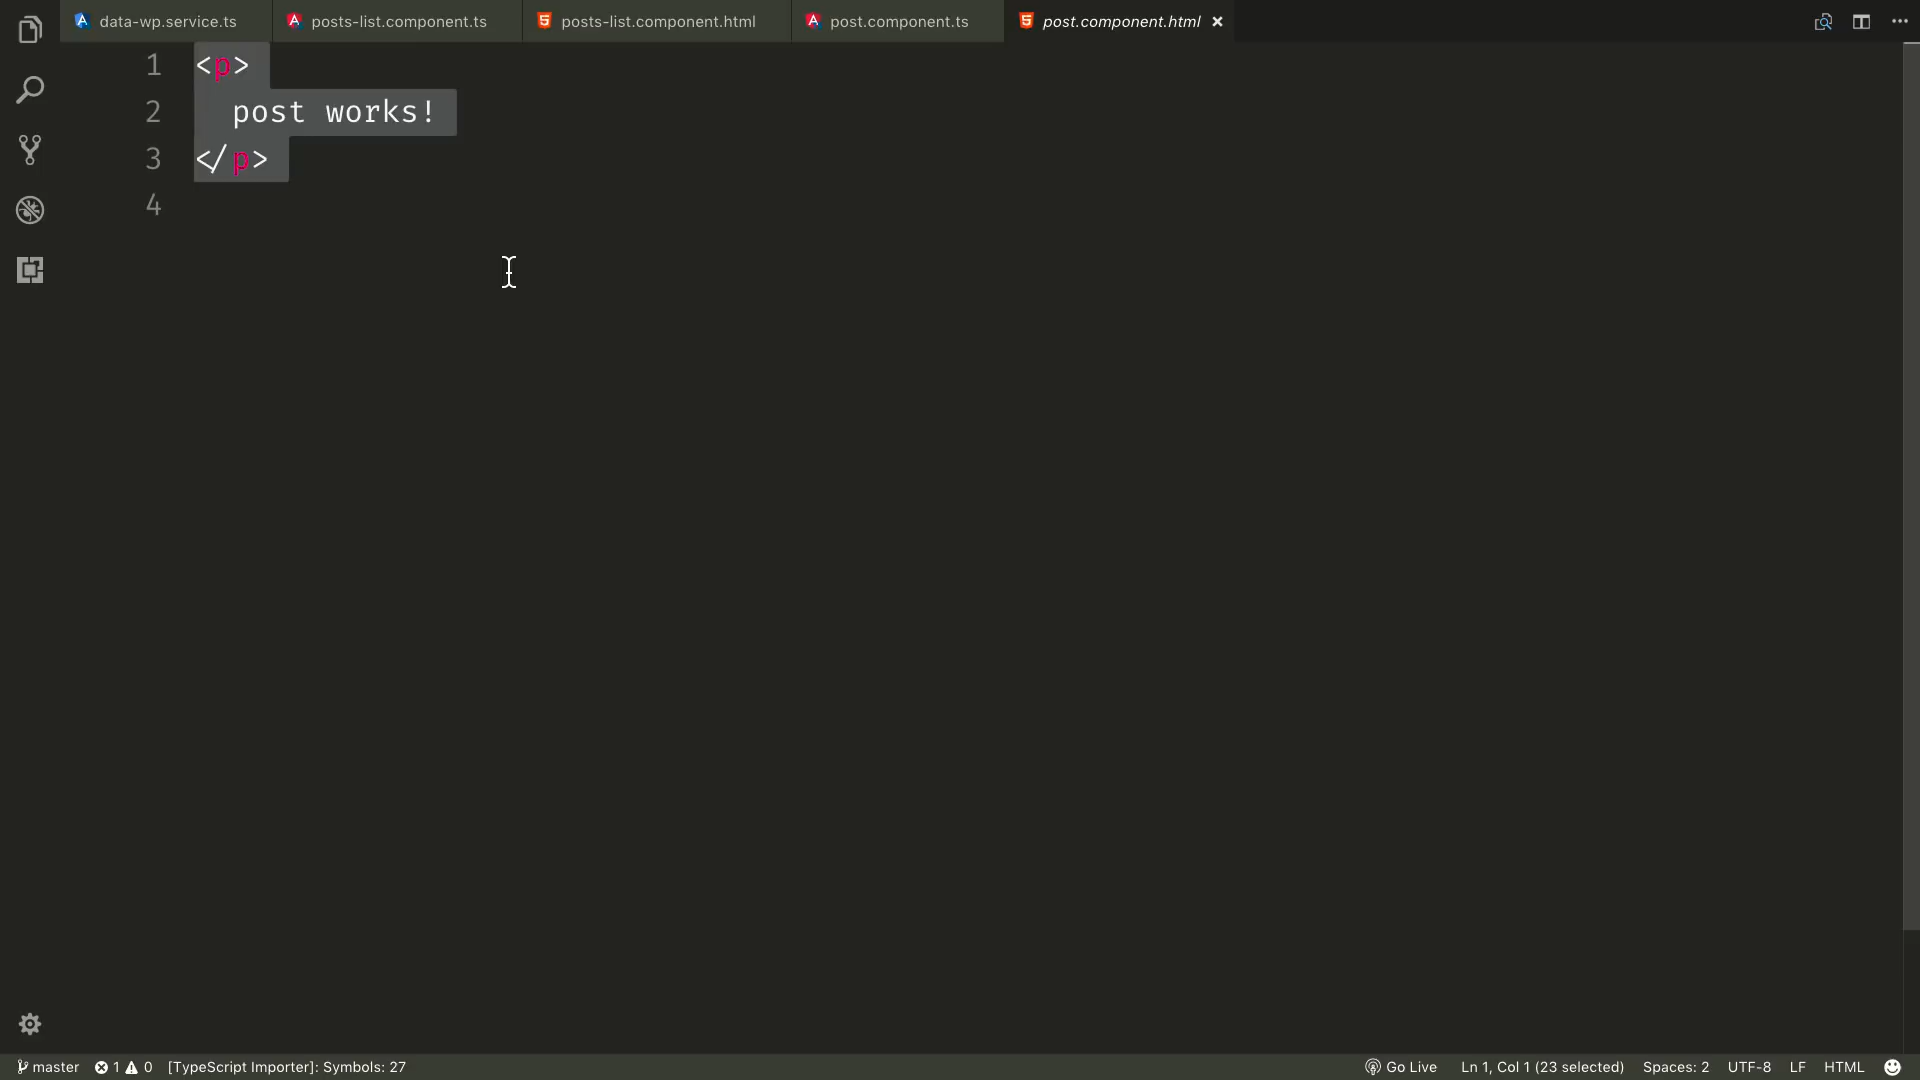 data-wp.service.ts posts-list.component.ts posts-list.component.html post.component.ts post.component.html
1 <p>
2 post works!
3 </p>
4
master 1 0 [TypeScript Importer]: Symbols: 27 Go Live Ln 1, Col 1 (23 selected) Spaces: 2 UTF-8 LF HTML